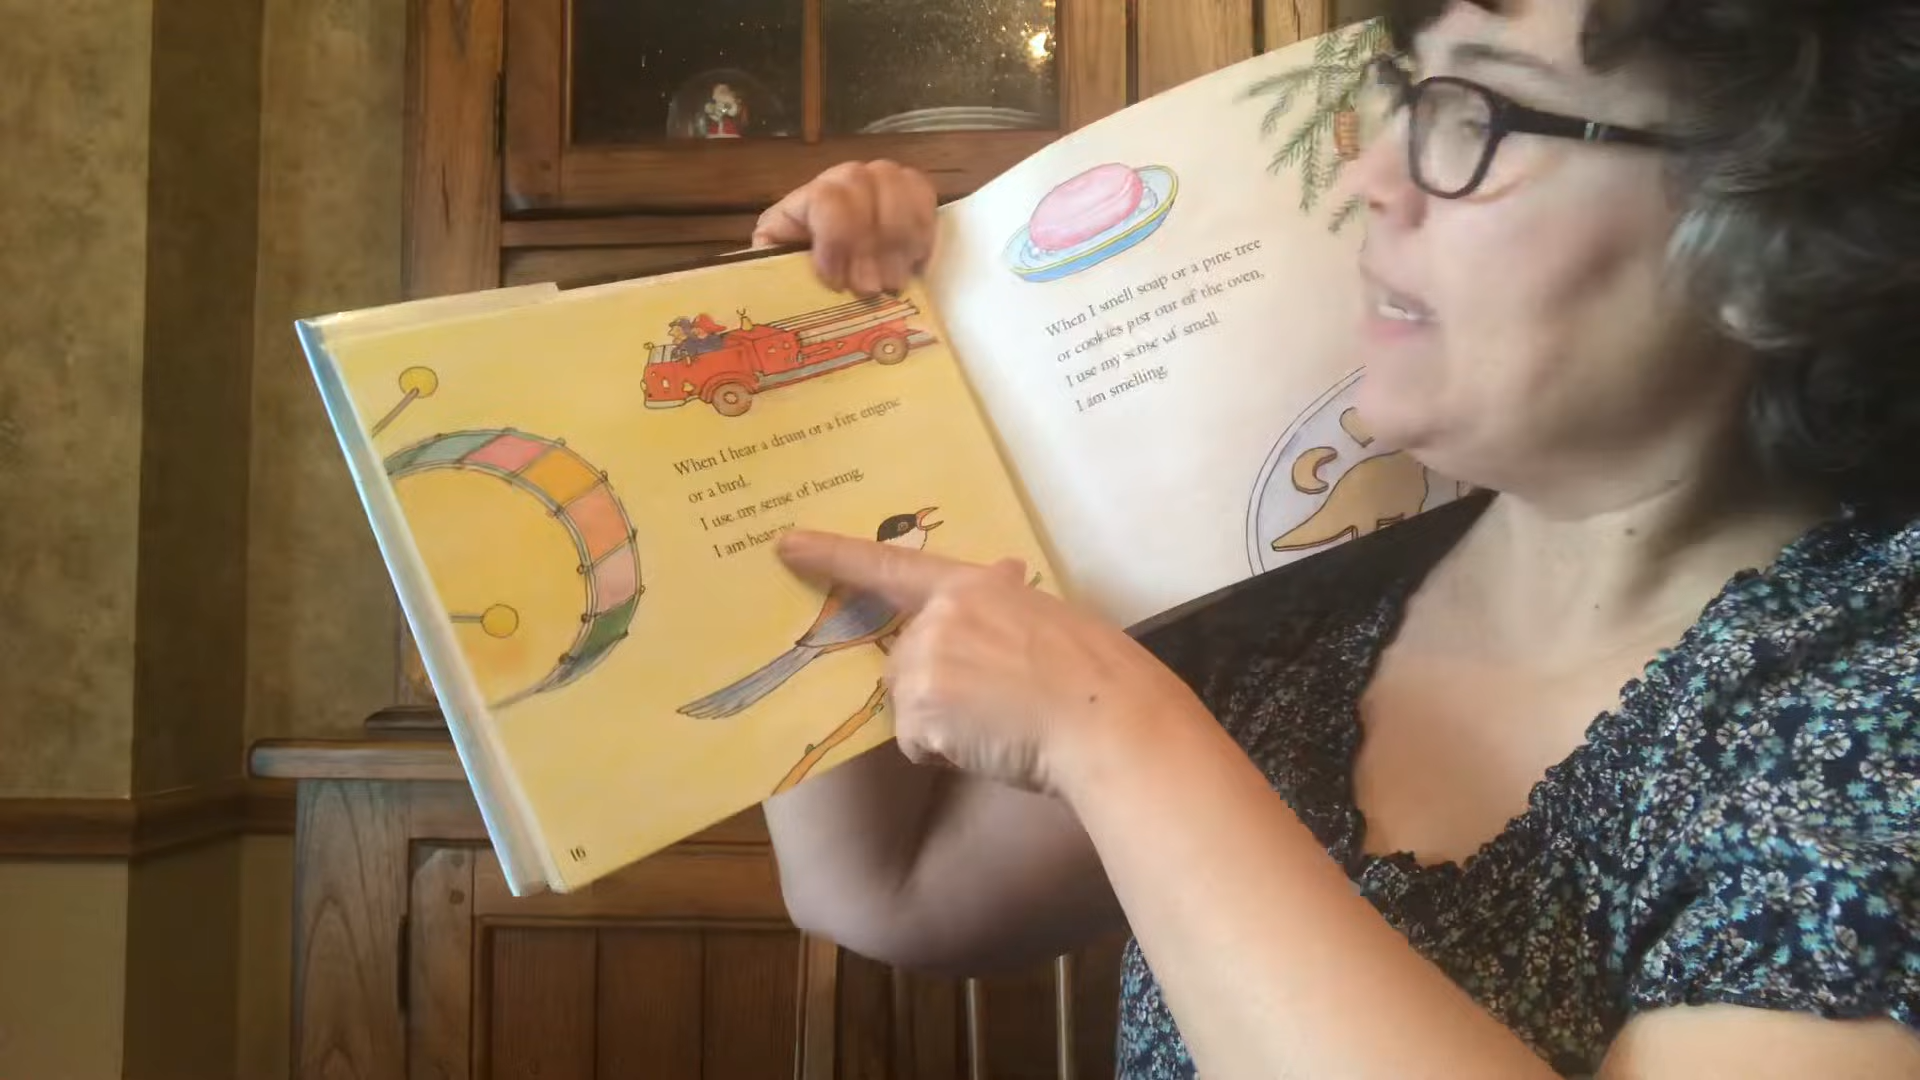 When I hear a drum or a fire engine
or a bird,
I use my sense of hearing.
I am hearing.
16
When I smell soap or a pine tree
or cookies just out of the oven,
I use my sense of smell.
I am smelling.